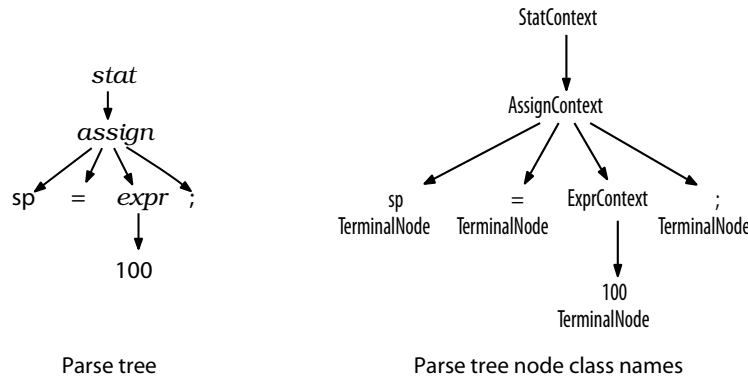 stat
assign
sp = expr ;
100
Parse tree
StatContext
AssignContext
sp = ExprContext ;
TerminalNode TerminalNode TerminalNode
100
TerminalNode
Parse tree node class names